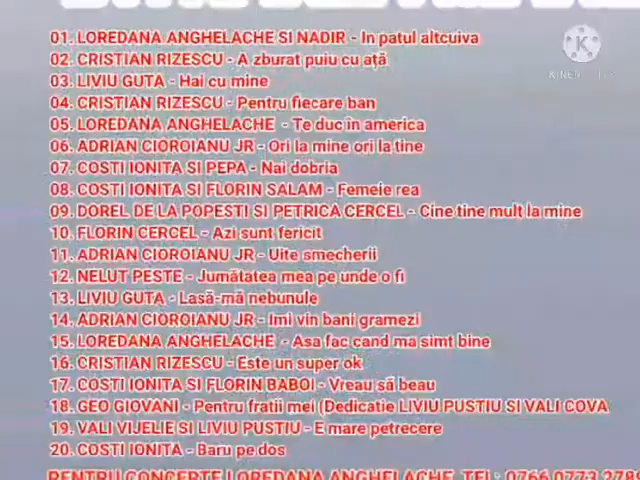 01. LOREDANA ANGHELACHE SI NADIR - In patul altcuiva
02. CRISTIAN RIZESCU - A zburat puiu cu ață
03. LIVIU GUTA - Hai cu mine
04. CRISTIAN RIZESCU - Pentru fiecare ban
05. LOREDANA ANGHELACHE - Te duc in america
06. ADRIAN CIOROIANU JR - Ori la mine ori la tine
07. COSTI IONITA SI PEPA - Nai dobria
08. COSTI IONITA SI FLORIN SALAM - Femeie rea
09. DOREL DE LA POPESTI SI PETRICA CERCEL - Cine tine mult la mine
10. FLORIN CERCEL - Azi sunt fericit
11. ADRIAN CIOROIANU JR - Uite smecherii
12. NELUT PESTE - Jumătatea mea pe unde o fi
13. LIVIU GUTA - Lasă-mă nebunule
14. ADRIAN CIOROIANU JR - Imi vin bani gramezi
15. LOREDANA ANGHELACHE - Asa fac cand ma simt bine
16. CRISTIAN RIZESCU - Este un super ok
17. COSTI IONITA SI FLORIN BABOI - Vreau să beau
18. GEO GIOVANI - Pentru fratii mei (Dedicatie LIVIU PUSTIU SI VALI COVA
19. VALI VIJELIE SI LIVIU PUSTIU - E mare petrecere
20. COSTI IONITA - Baru pe dos
PENTRU CONCERTE LOREDANA ANGHELACHE TEL: 0766.0773.278